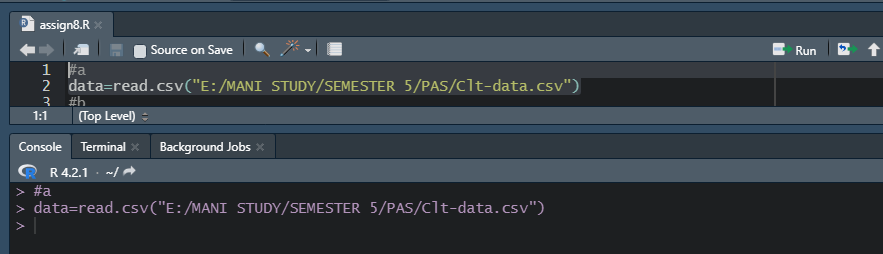 assign8.R
Source on Save
Run
1 #a
2 data=read.csv("E:/MANI STUDY/SEMESTER 5/PAS/Clt-data.csv")
3 #b
1:1 (Top Level)
Console Terminal Background Jobs
R 4.2.1 · ~/
> #a
> data=read.csv("E:/MANI STUDY/SEMESTER 5/PAS/Clt-data.csv")
>